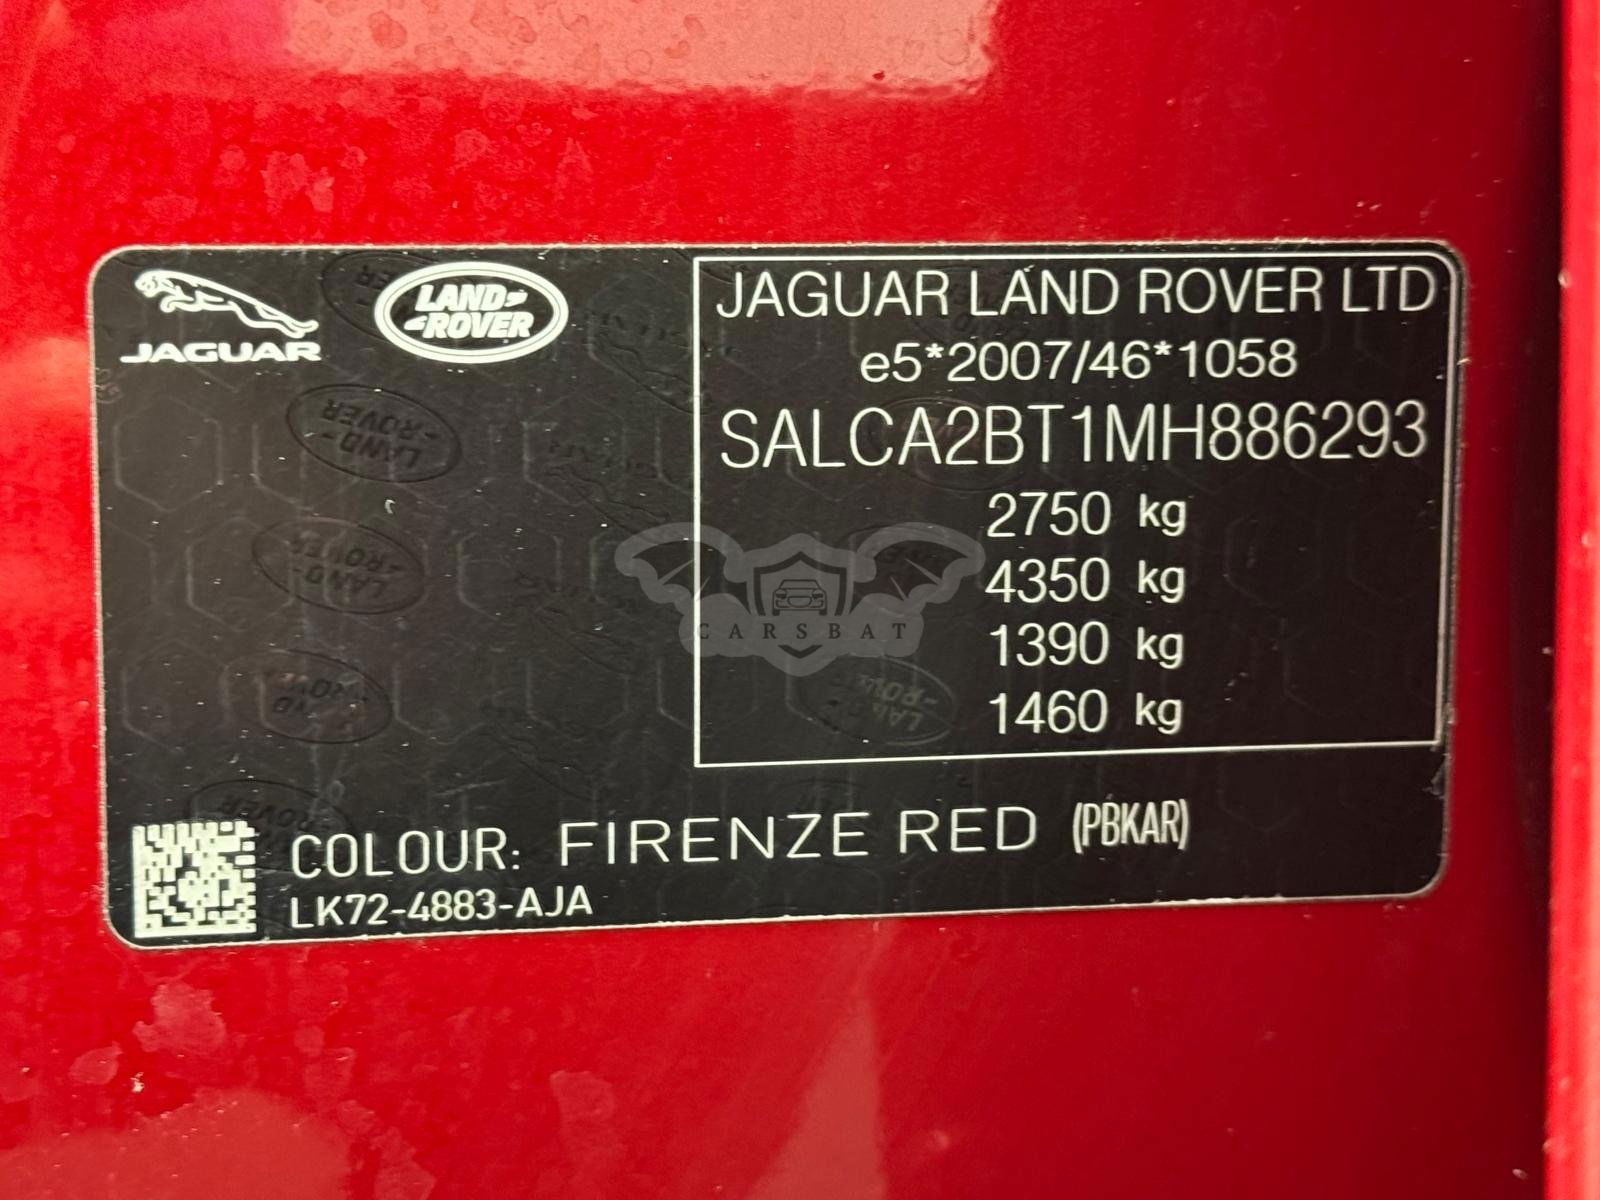 JAGUAR
LAND-
-ROVER
JAGUAR LAND ROVER LTD
e5*2007/46*1058
SALCA2BT1MH886293
2750 kg
4350 kg
1390 kg
1460 kg
CARSBAT
COLOUR: FIRENZE RED (PBKAR)
LK72-4883-AJA